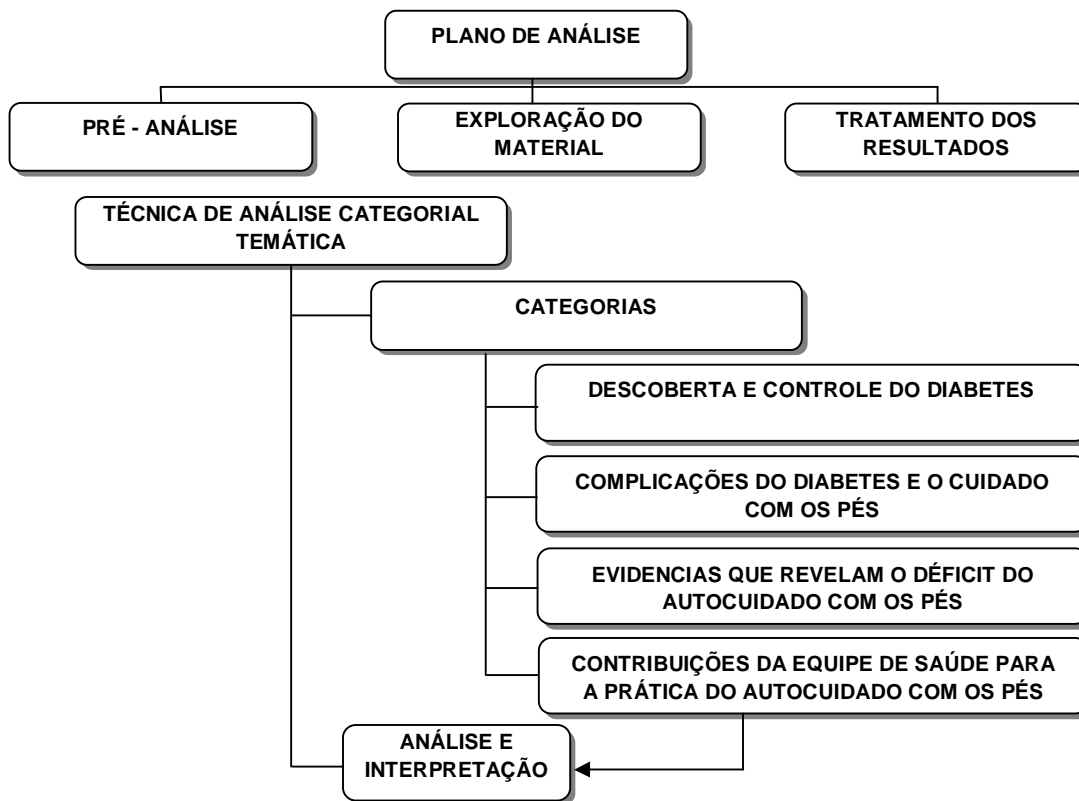 PLANO DE ANÁLISE
PRÉ - ANÁLISE
EXPLORAÇÃO DO
MATERIAL
TRATAMENTO DOS
RESULTADOS
TÉCNICA DE ANÁLISE CATEGORIAL
TEMÁTICA
CATEGORIAS
DESCOBERTA E CONTROLE DO DIABETES
COMPLICAÇÕES DO DIABETES E O CUIDADO
COM OS PÉS
EVIDENCIAS QUE REVELAM O DÉFICIT DO
AUTOCUIDADO COM OS PÉS
CONTRIBUIÇÕES DA EQUIPE DE SAÚDE PARA
A PRÁTICA DO AUTOCUIDADO COM OS PÉS
ANÁLISE E
INTERPRETAÇÃO